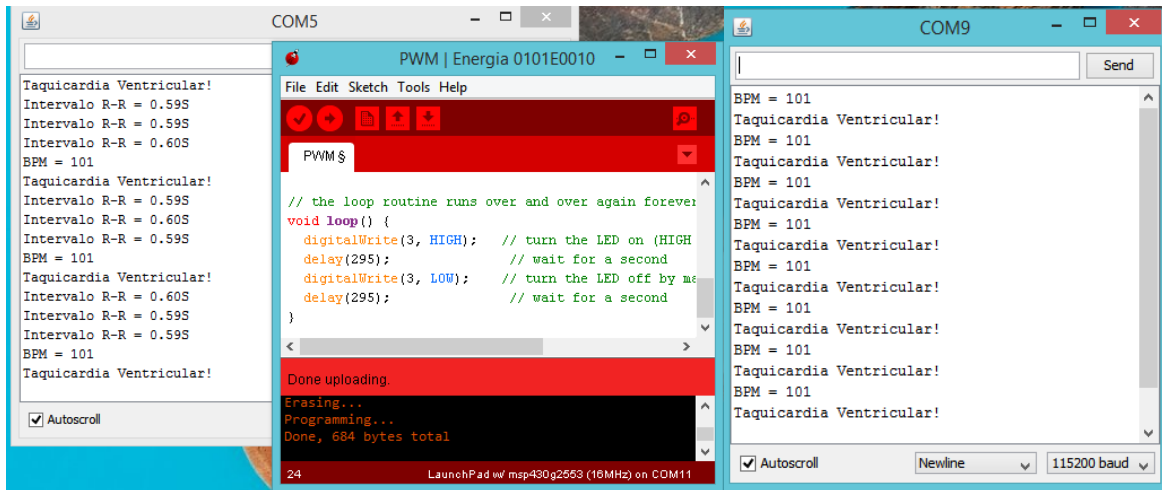 COM5
Taquicardia Ventricular!
Intervalo R-R = 0.59S
Intervalo R-R = 0.59S
Intervalo R-R = 0.60S
BPM = 101
Taquicardia Ventricular!
Intervalo R-R = 0.59S
Intervalo R-R = 0.60S
Intervalo R-R = 0.59S
BPM = 101
Taquicardia Ventricular!
Intervalo R-R = 0.60S
Intervalo R-R = 0.59S
Intervalo R-R = 0.59S
BPM = 101
Taquicardia Ventricular!
Autoscroll
PWM | Energia 0101E0010
File Edit Sketch Tools Help
PWM §
// the loop routine runs over and over again forever
void loop() {
digitalWrite(3, HIGH); // turn the LED on (HIGH
delay(295); // wait for a second
digitalWrite(3, LOW); // turn the LED off by ma
delay(295); // wait for a second
}
Done uploading.
Erasing...
Programming...
Done, 684 bytes total
24 LaunchPad w/ msp430g2553 (16MHz) on COM11
COM9
Send
BPM = 101
Taquicardia Ventricular!
BPM = 101
Taquicardia Ventricular!
BPM = 101
Taquicardia Ventricular!
BPM = 101
Taquicardia Ventricular!
BPM = 101
Taquicardia Ventricular!
BPM = 101
Taquicardia Ventricular!
BPM = 101
Taquicardia Ventricular!
BPM = 101
Taquicardia Ventricular!
Autoscroll Newline 115200 baud